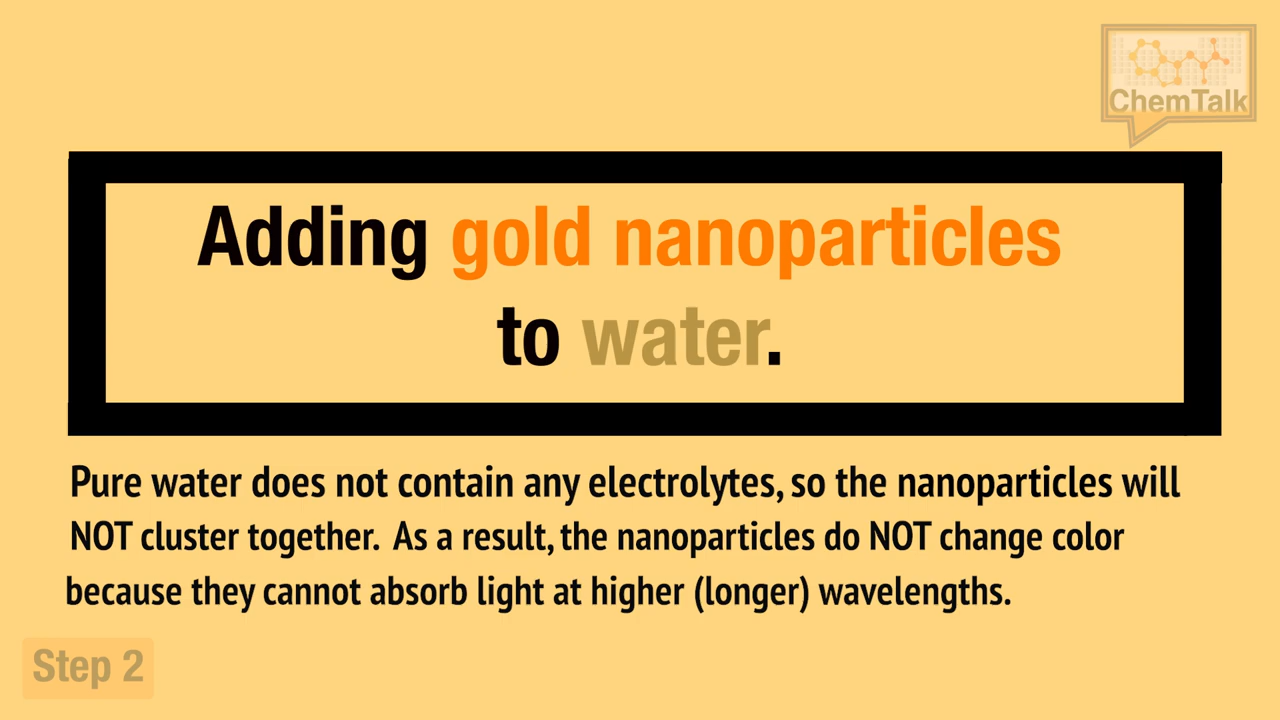 ChemTalk
Adding gold nanoparticles
to water.
Pure water does not contain any electrolytes, so the nanoparticles will
NOT cluster together. As a result, the nanoparticles do NOT change color
because they cannot absorb light at higher (longer) wavelengths.
Step 2